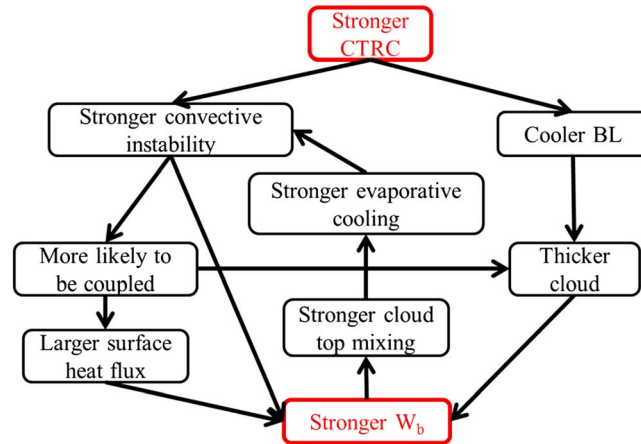 Stronger
CTRC
Stronger convective
instability
Cooler BL
Stronger evaporative
cooling
More likely to
be coupled
Thicker
cloud
Stronger cloud
top mixing
Larger surface
heat flux
Stronger W_b